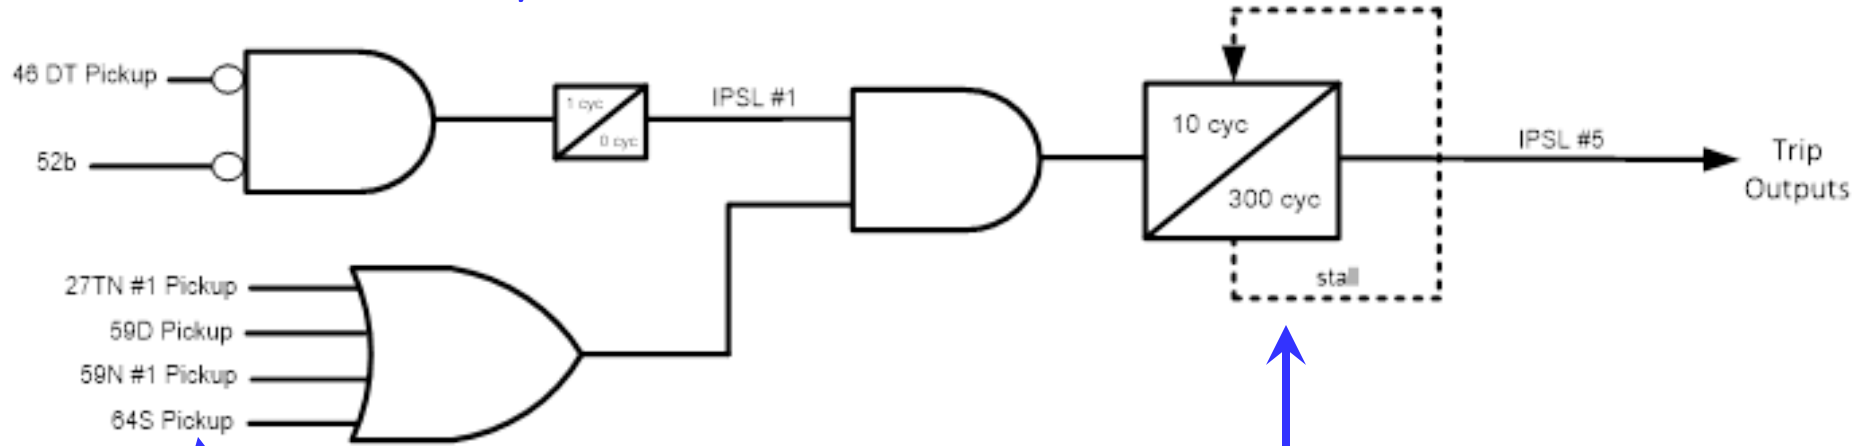 46 DT Pickup
52b
1 cyc
0 cyc
IPSL #1
27TN #1 Pickup
59D Pickup
59N #1 Pickup
64S Pickup
10 cyc
300 cyc
stall
IPSL #5
Trip
Outputs